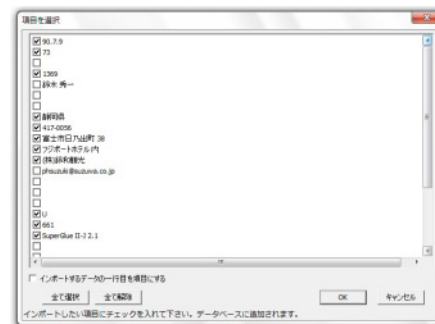 項目を選択
90.7.9
73
1369
鈴木 秀一
静岡県
417-0056
富士市日乃出町 38
フジポートホテル内
(株)鈴和観光
phsuzuki@suzuwa.co.jp
U
661
SuperGlue II-J 2.1
インポートするデータの一行目を項目にする
全て選択 全て解除 OK キャンセル
インポートしたい項目にチェックを入れて下さい。データベースに追加されます。